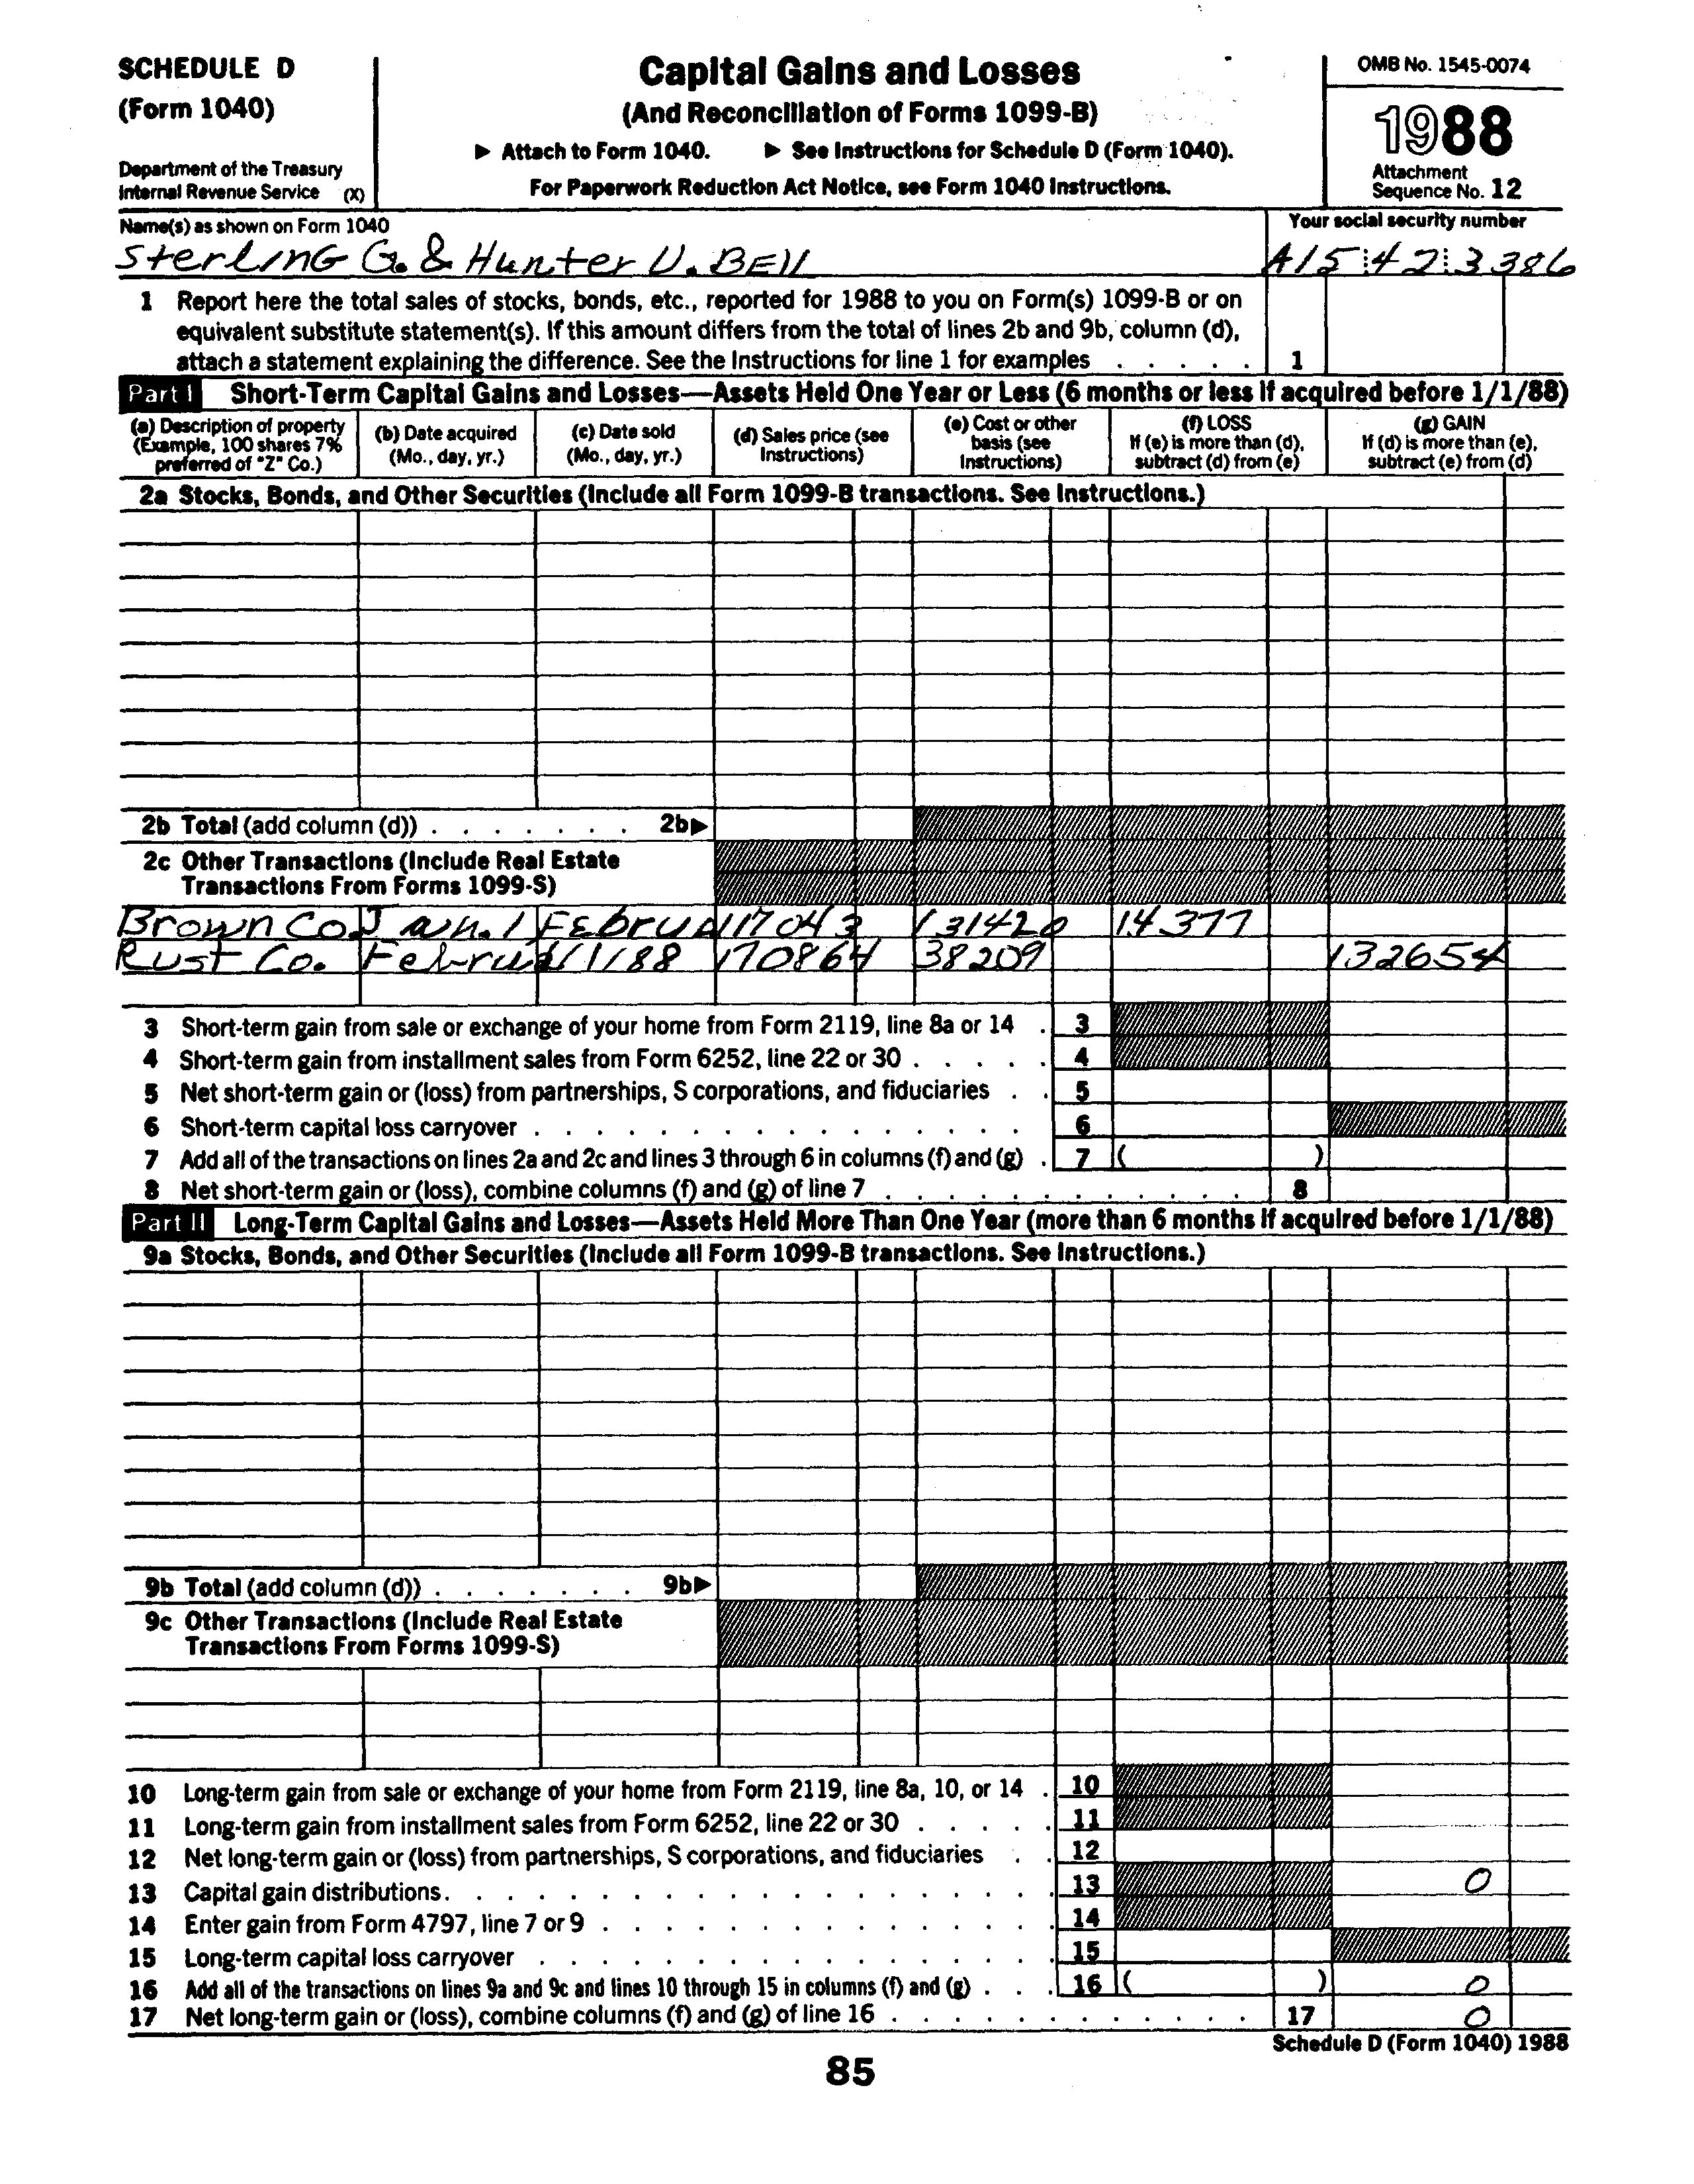 SCHEDULE D
(Form 1040)
Department of the Treasury
Internal Revenue Service (X)
Capital Gains and Losses
(And Reconciliation of Forms 1099-B)
▶ Attach to Form 1040. ▶ See Instructions for Schedule D (Form 1040).
For Paperwork Reduction Act Notice, see Form 1040 Instructions.
OMB No. 1545-0074
1988
Attachment
Sequence No. 12
Name(s) as shown on Form 1040
Your social security number
Sterling G. & Hunter V. BEll
A15 42 3386
1 Report here the total sales of stocks, bonds, etc., reported for 1988 to you on Form(s) 1099-B or on
equivalent substitute statement(s). If this amount differs from the total of lines 2b and 9b, column (d),
attach a statement explaining the difference. See the Instructions for line 1 for examples . . . . . 1
Part I Short-Term Capital Gains and Losses—Assets Held One Year or Less (6 months or less if acquired before 1/1/88)
(a) Description of property
(Example, 100 shares 7%
preferred of "Z" Co.)
(b) Date acquired
(Mo., day, yr.)
(c) Date sold
(Mo., day, yr.)
(d) Sales price (see
Instructions)
(e) Cost or other
basis (see
Instructions)
(f) LOSS
If (e) is more than (d),
subtract (d) from (e)
(g) GAIN
If (d) is more than (e),
subtract (e) from (d)
2a Stocks, Bonds, and Other Securities (Include all Form 1099-B transactions. See Instructions.)
2b Total (add column (d)) . . . . . . . 2b▶
2c Other Transactions (Include Real Estate
Transactions From Forms 1099-S)
Brown Co. Jan. 1 FEbrua 117043 131420 14377
Rust Co. Februa 1/1/88 170864 38209 132654
3 Short-term gain from sale or exchange of your home from Form 2119, line 8a or 14 . 3
4 Short-term gain from installment sales from Form 6252, line 22 or 30 . . . . . 4
5 Net short-term gain or (loss) from partnerships, S corporations, and fiduciaries . . 5
6 Short-term capital loss carryover . . . . . . . . . . . . . . . . 6
7 Add all of the transactions on lines 2a and 2c and lines 3 through 6 in columns (f) and (g) . 7 ( )
8 Net short-term gain or (loss), combine columns (f) and (g) of line 7 . . . . . . . . . . . 8
Part II Long-Term Capital Gains and Losses—Assets Held More Than One Year (more than 6 months if acquired before 1/1/88)
9a Stocks, Bonds, and Other Securities (Include all Form 1099-B transactions. See Instructions.)
9b Total (add column (d)) . . . . . . . 9b▶
9c Other Transactions (Include Real Estate
Transactions From Forms 1099-S)
10 Long-term gain from sale or exchange of your home from Form 2119, line 8a, 10, or 14 . 10
11 Long-term gain from installment sales from Form 6252, line 22 or 30 . . . . . 11
12 Net long-term gain or (loss) from partnerships, S corporations, and fiduciaries . . 12
13 Capital gain distributions. . . . . . . . . . . . . . . . . . . 13 0
14 Enter gain from Form 4797, line 7 or 9 . . . . . . . . . . . . . . 14
15 Long-term capital loss carryover . . . . . . . . . . . . . . . . 15
16 Add all of the transactions on lines 9a and 9c and lines 10 through 15 in columns (f) and (g) . . . 16 ( ) 0
17 Net long-term gain or (loss), combine columns (f) and (g) of line 16 . . . . . . . . . . . 17 0
Schedule D (Form 1040) 1988
85